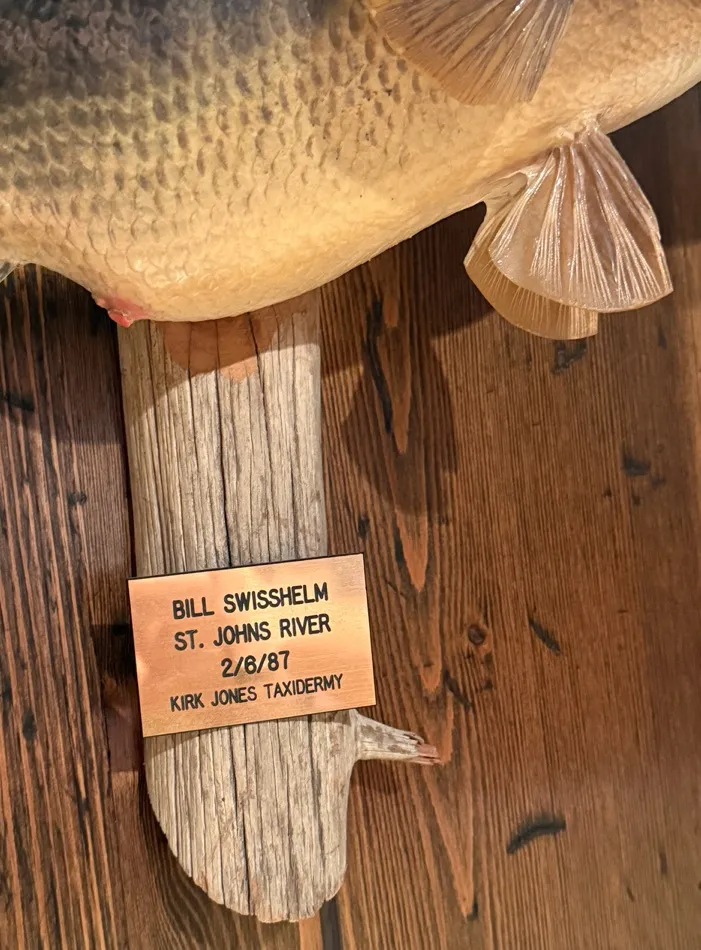 BILL SWISSHELM
ST. JOHNS RIVER
2/6/87
KIRK JONES TAXIDERMY